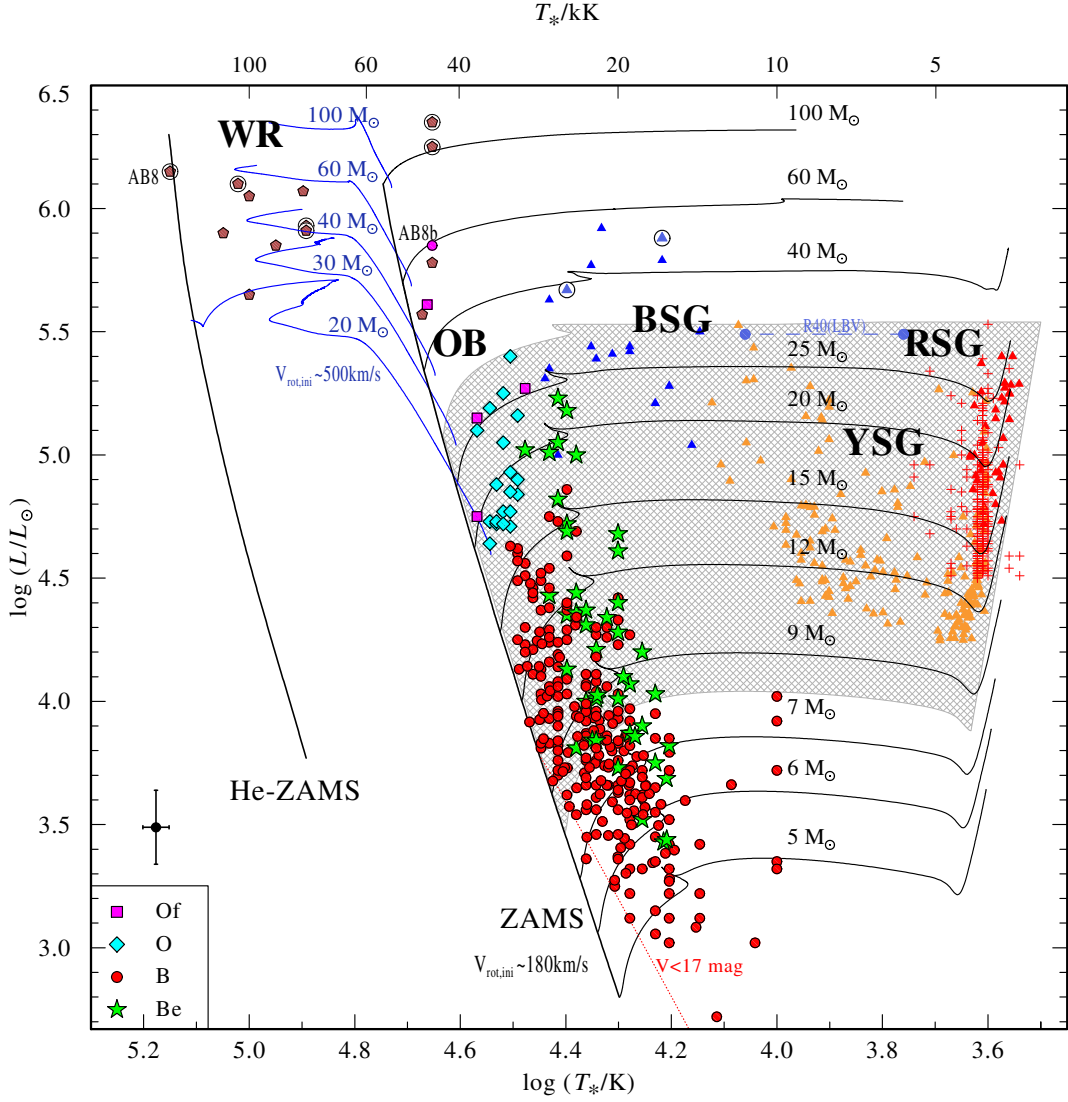 T*/kK
100 60 40 20 10 5
6.5
100 M⊙
100 M⊙
WR
AB8
60 M⊙
60 M⊙
6.0
40 M⊙
AB8b
40 M⊙
30 M⊙
BSG
R40(LBV)
5.5
20 M⊙
OB
RSG
25 M⊙
Vrot,ini~500km/s
20 M⊙
YSG
5.0
15 M⊙
12 M⊙
4.5
9 M⊙
4.0
7 M⊙
He-ZAMS
6 M⊙
3.5
5 M⊙
ZAMS
Vrot,ini~180km/s
V<17 mag
3.0
Of
O
B
Be
log (L/L⊙)
5.2 5.0 4.8 4.6 4.4 4.2 4.0 3.8 3.6
log (T*/K)